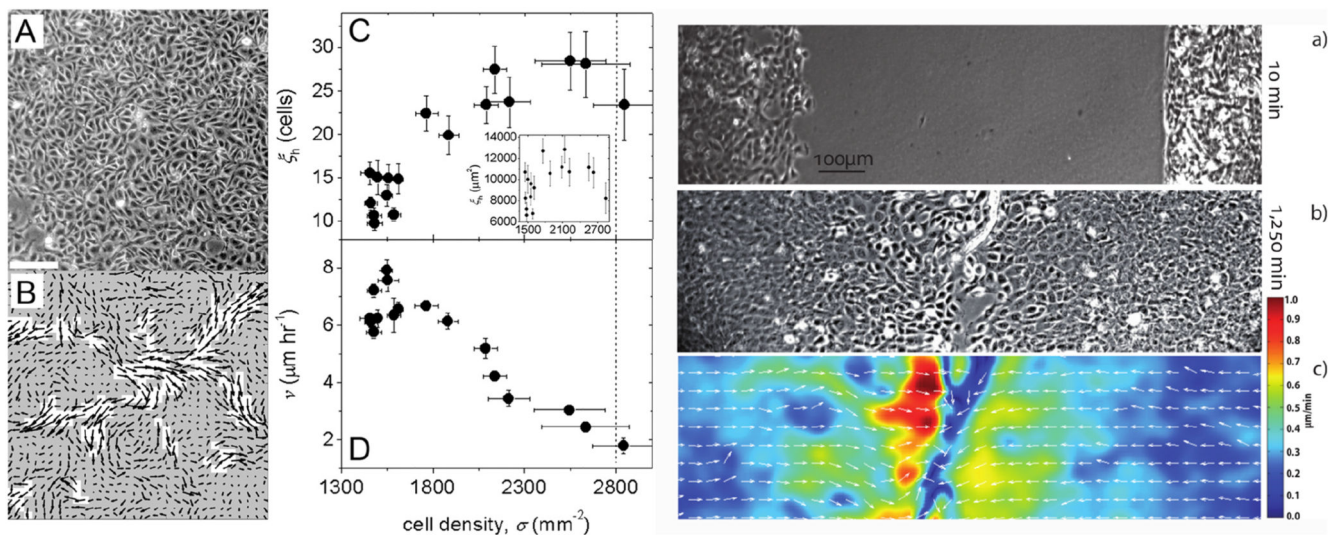 A
B
C
30
25
20
15
10
ξh (cells)
14000
12000
10000
8000
6000
ξh (μm²)
1500 2100 2700
D
8
6
4
2
v (μm hr⁻¹)
1300 1800 2300 2800
cell density, σ (mm⁻²)
a)
10 min
100μm
b)
1,250 min
c)
1.0
0.9
0.8
0.7
0.6
0.5
0.4
0.3
0.2
0.1
0.0
μm/min